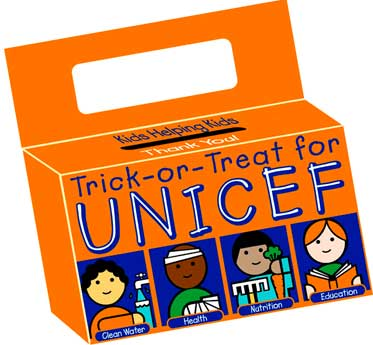 Kids Helping Kids
Thank You!
Trick-or-Treat for
UNICEF
Clean Water
Health
Nutrition
Education